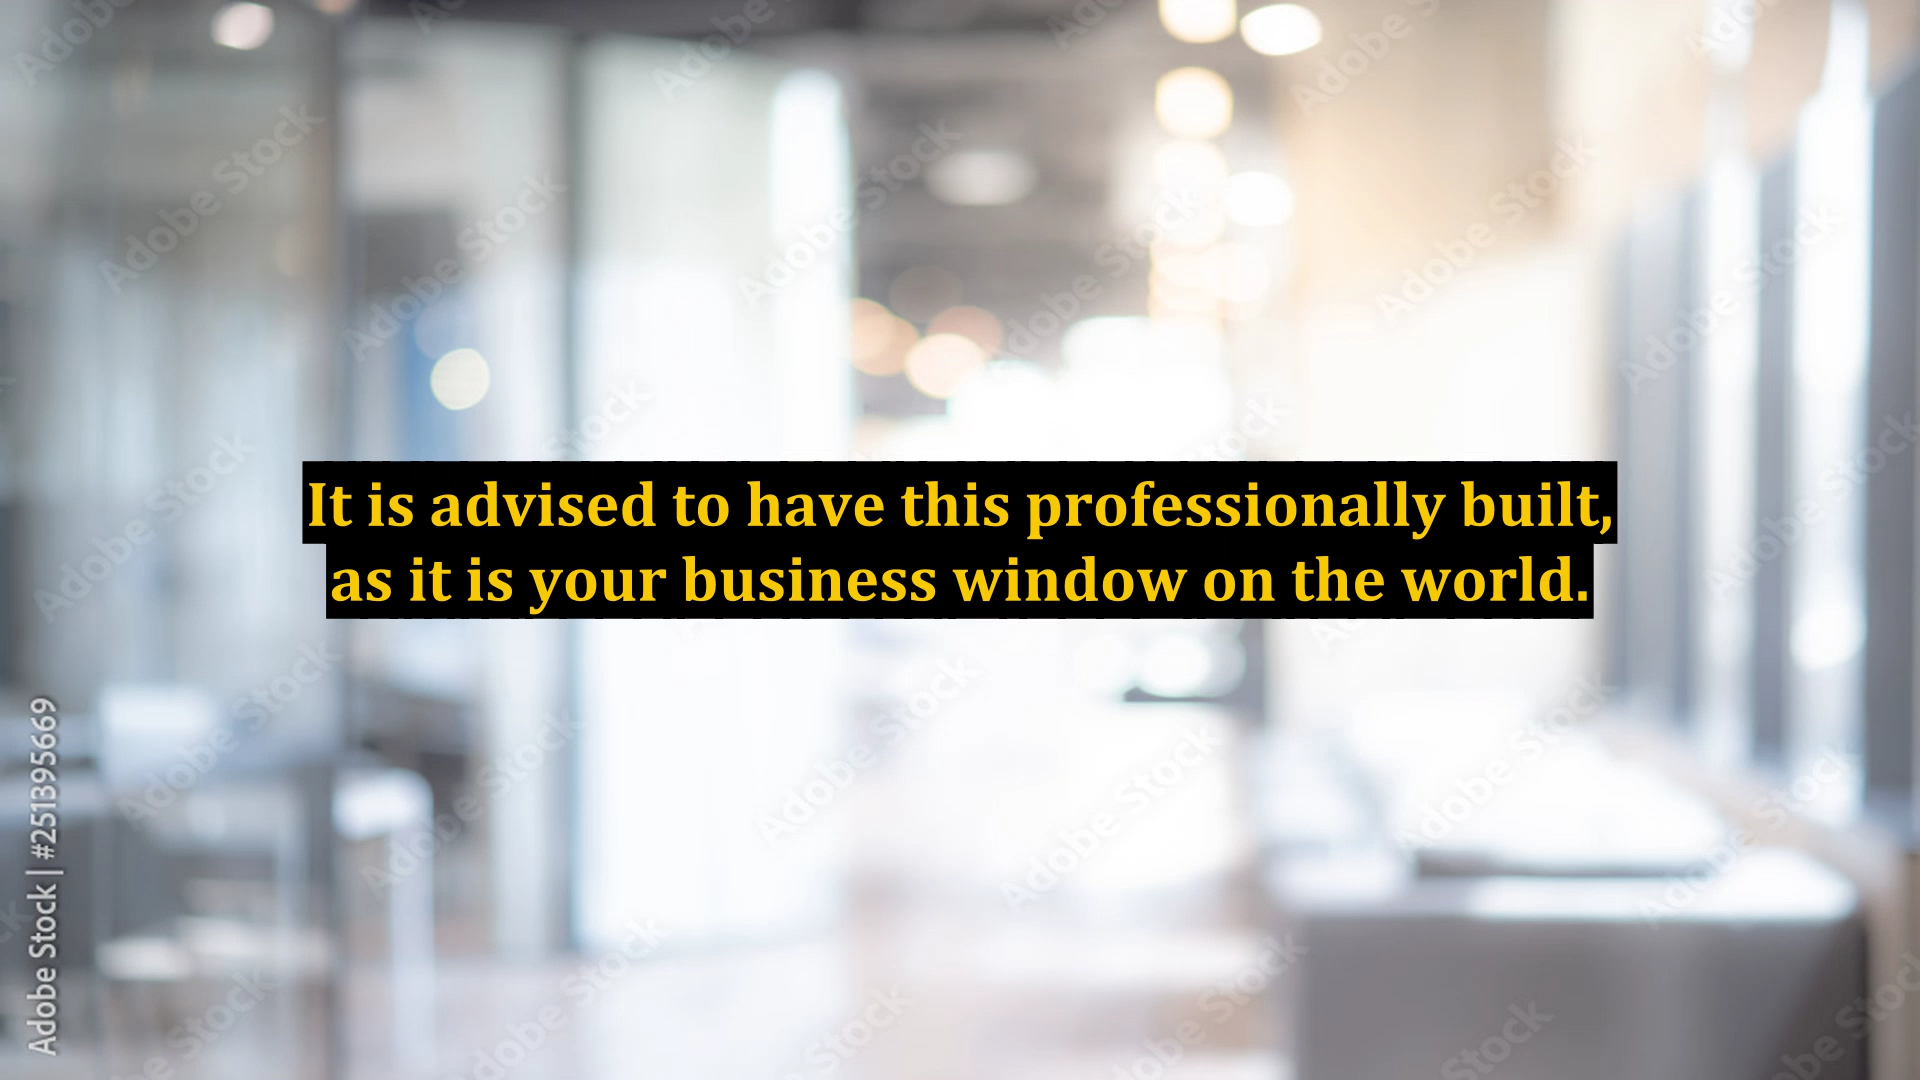 It is advised to have this professionally built,
as it is your business window on the world.
Adobe Stock | #251395669